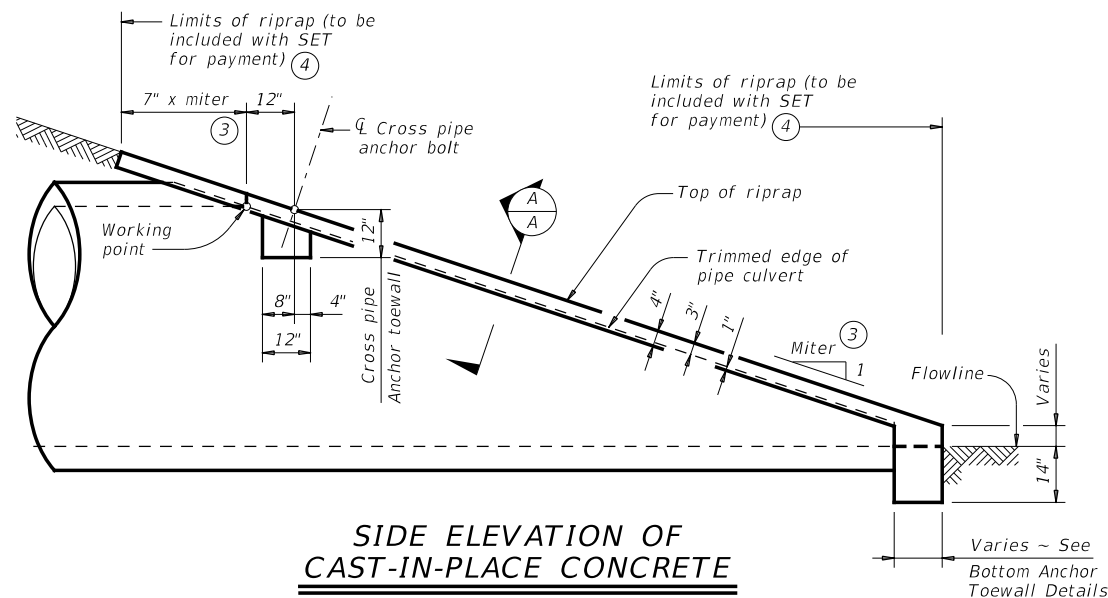 Limits of riprap (to be
included with SET
for payment) 4
7" x miter
12"
3
℄ Cross pipe
anchor bolt
Limits of riprap (to be
included with SET
for payment) 4
A
A
Top of riprap
Working
point
12"
Trimmed edge of
pipe culvert
8"
4"
12"
Cross pipe
Anchor toewall
4"
3"
1"
Miter 3
1
Flowline
Varies
14"
SIDE ELEVATION OF
CAST-IN-PLACE CONCRETE
Varies ~ See
Bottom Anchor
Toewall Details